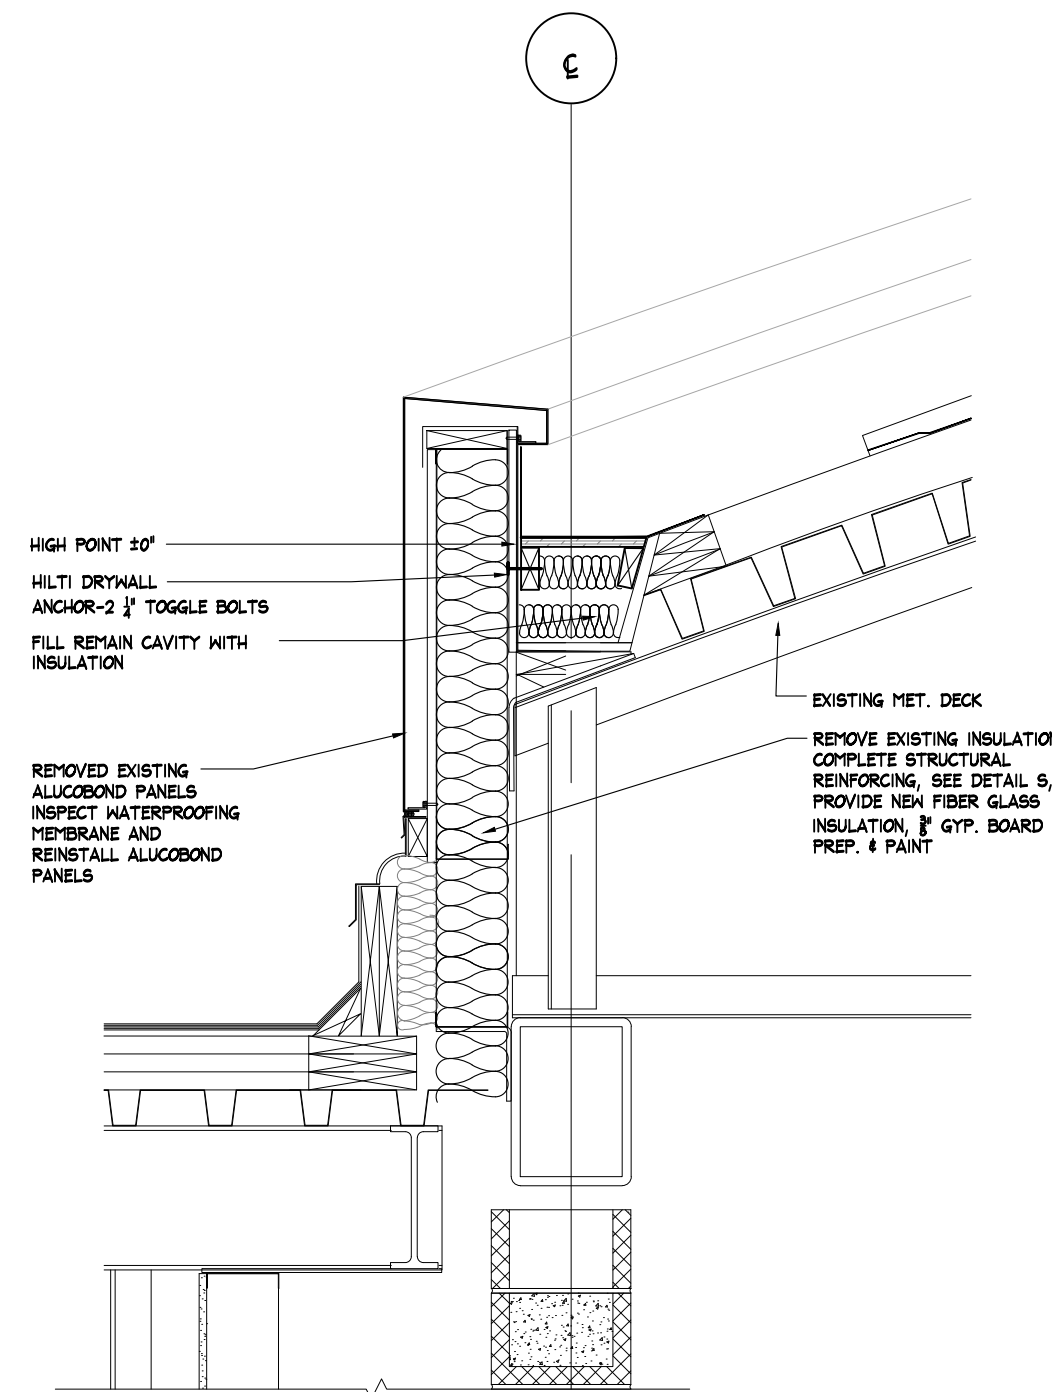 HIGH POINT ±0"
HILTI DRYWALL
ANCHOR-2 1/4" TOGGLE BOLTS
FILL REMAIN CAVITY WITH
INSULATION
REMOVED EXISTING
ALUCOBOND PANELS
INSPECT WATERPROOFING
MEMBRANE AND
REINSTALL ALUCOBOND
PANELS
EXISTING MET. DECK
REMOVE EXISTING INSULATION
COMPLETE STRUCTURAL
REINFORCING, SEE DETAIL S,
PROVIDE NEW FIBER GLASS
INSULATION, GYP. BOARD
PREP. & PAINT